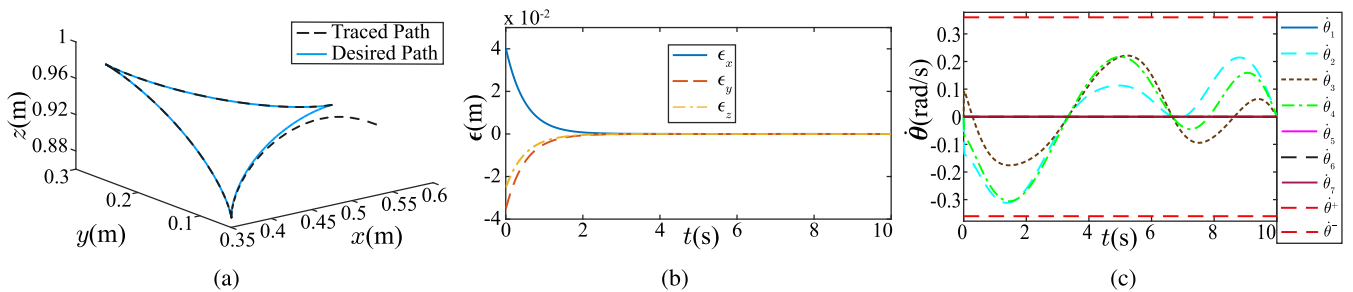 1
0.96
0.92
0.88
0.3
z(m)
Traced Path
Desired Path
0.2
0.1
y(m)
0.35
0.4
0.45
0.5
0.55
0.6
x(m)
(a)
x 10⁻²
4
2
0
-2
-4
ϵ(m)
ϵₓ
ϵ_y
ϵ_z
0
2
4
6
8
10
t(s)
(b)
0.3
0.2
0.1
0
0.1
0.2
0.3
θ̇(rad/s)
0
2
4
6
8
10
t(s)
θ̇₁
θ̇₂
θ̇₃
θ̇₄
θ̇₅
θ̇₆
θ̇₇
θ̇⁺
θ̇⁻
(c)